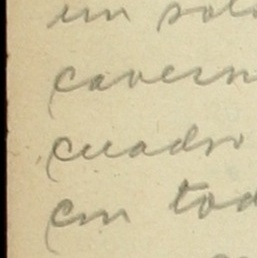 un sol
cavern
cuadro
en tod